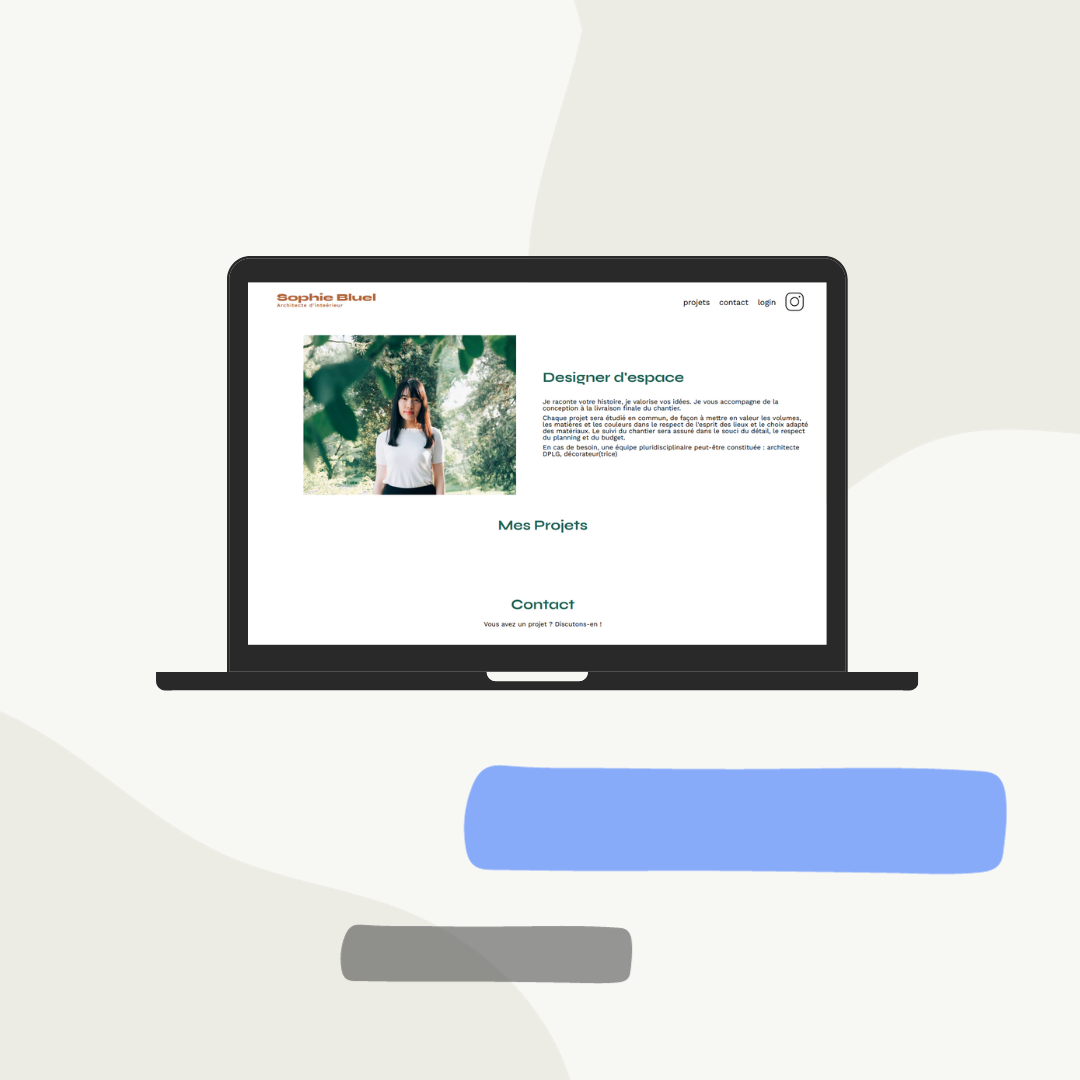 Sophie Bluel
Architecte d'intéérieur
projets contact login
Designer d'espace
Je raconte votre histoire, je valorise vos idées. Je vous accompagne de la
conception à la livraison finale du chantier.
Chaque projet sera étudié en commun, de façon à mettre en valeur les volumes,
les matières et les couleurs dans le respect de l'esprit des lieux et le choix adapté
des matériaux. Le suivi du chantier sera assuré dans le souci du détail, le respect
du planning et du budget.
En cas de besoin, une équipe pluridisciplinaire peut-être constituée : architecte
DPLG, décorateur(trice)
Mes Projets
Contact
Vous avez un projet ? Discutons-en !